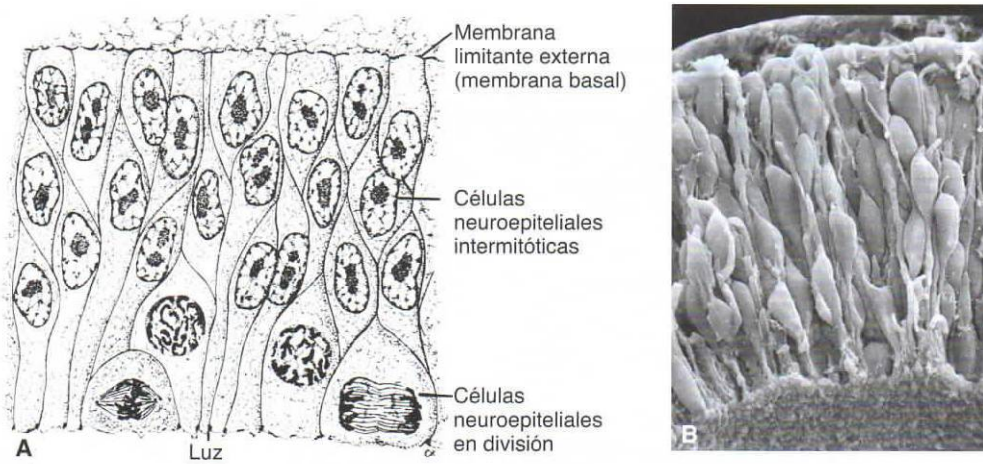 Membrana
limitante externa
(membrana basal)
Células
neuroepiteliales
intermitóticas
Células
neuroepiteliales
en división
A
Luz
B